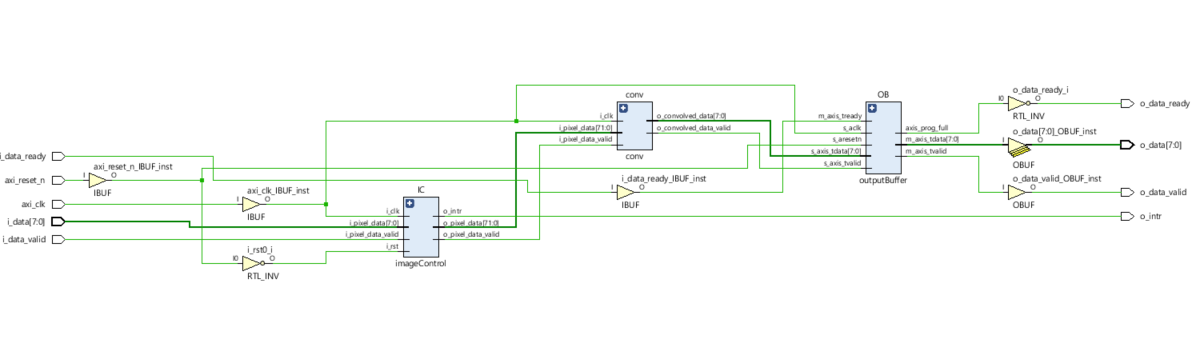 i_data_ready
axi_reset_n
axi_clk
i_data[7:0]
i_data_valid
axi_reset_n_IBUF_inst
I
O
IBUF
axi_clk_IBUF_inst
I
O
IBUF
i_rst0_i
I0
O
RTL_INV
IC
i_clk
i_pixel_data[7:0]
i_pixel_data_valid
i_rst
o_intr
o_pixel_data[71:0]
o_pixel_data_valid
imageControl
conv
i_clk
i_pixel_data[71:0]
i_pixel_data_valid
o_convolved_data[7:0]
o_convolved_data_valid
conv
i_data_ready_IBUF_inst
I
O
IBUF
OB
m_axis_tready
s_aclk
s_aresetn
s_axis_tdata[7:0]
s_axis_tvalid
axis_prog_full
m_axis_tdata[7:0]
m_axis_tvalid
outputBuffer
o_data_ready_i
I0
O
RTL_INV
o_data[7:0]_OBUF_inst
I
O
OBUF
o_data_valid_OBUF_inst
I
O
OBUF
o_data_ready
o_data[7:0]
o_data_valid
o_intr